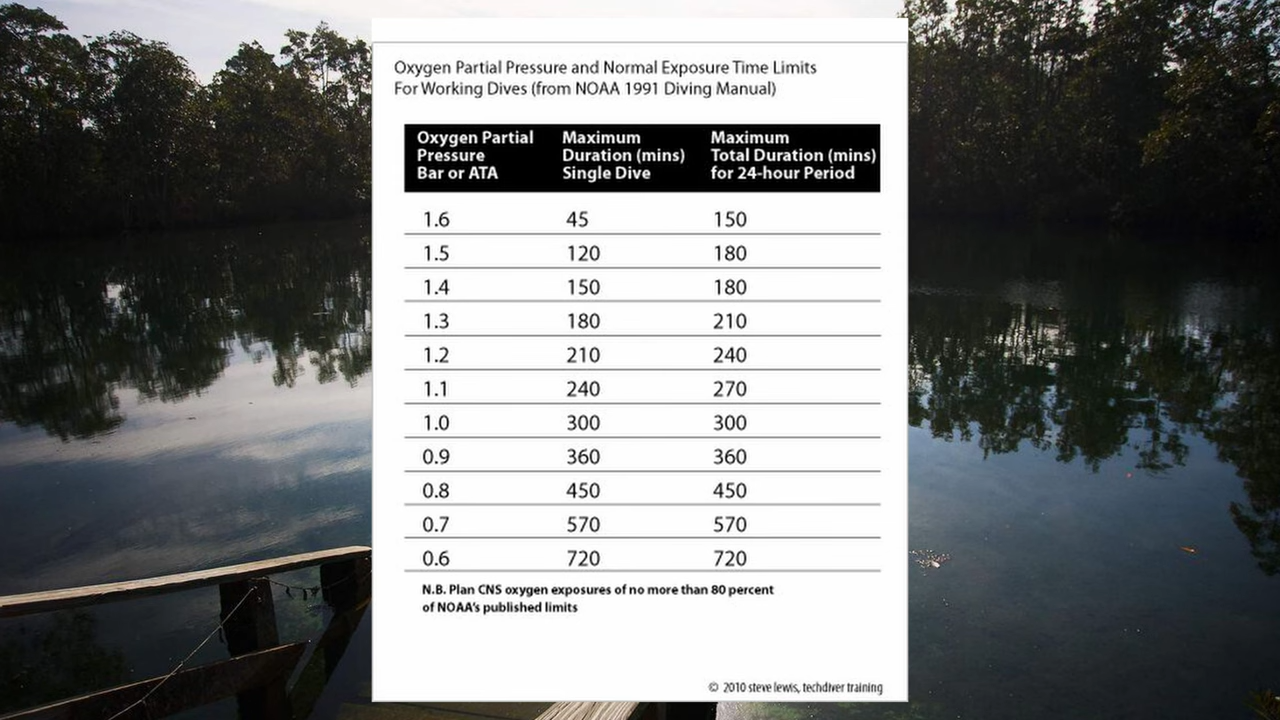 Oxygen Partial Pressure and Normal Exposure Time Limits
For Working Dives (from NOAA 1991 Diving Manual)
Oxygen Partial Pressure Bar or ATA | Maximum Duration (mins) Single Dive | Maximum Total Duration (mins) for 24-hour Period
1.6 45 150
1.5 120 180
1.4 150 180
1.3 180 210
1.2 210 240
1.1 240 270
1.0 300 300
0.9 360 360
0.8 450 450
0.7 570 570
0.6 720 720
N.B. Plan CNS oxygen exposures of no more than 80 percent
of NOAA's published limits
© 2010 steve lewis, techdiver training